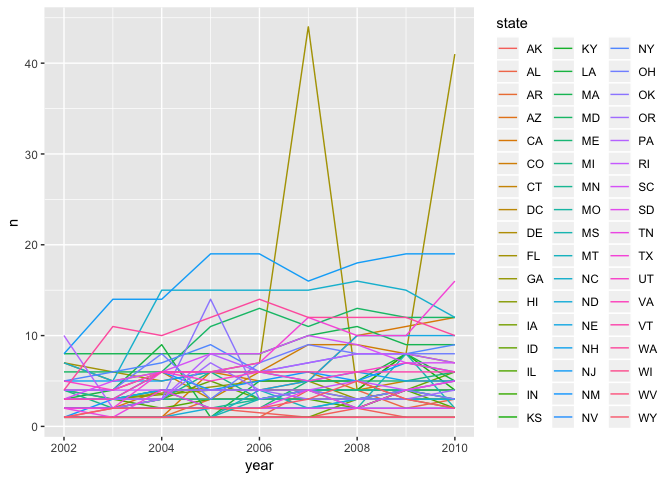 n
0
10
20
30
40
2002
2004
2006
2008
2010
year
state
AK KY NY
AL LA OH
AR MA OK
AZ MD OR
CA ME PA
CO MI RI
CT MN SC
DC MO SD
DE MS TN
FL MT TX
GA NC UT
HI ND VA
IA NE VT
ID NH WA
IL NJ WI
IN NM WV
KS NV WY